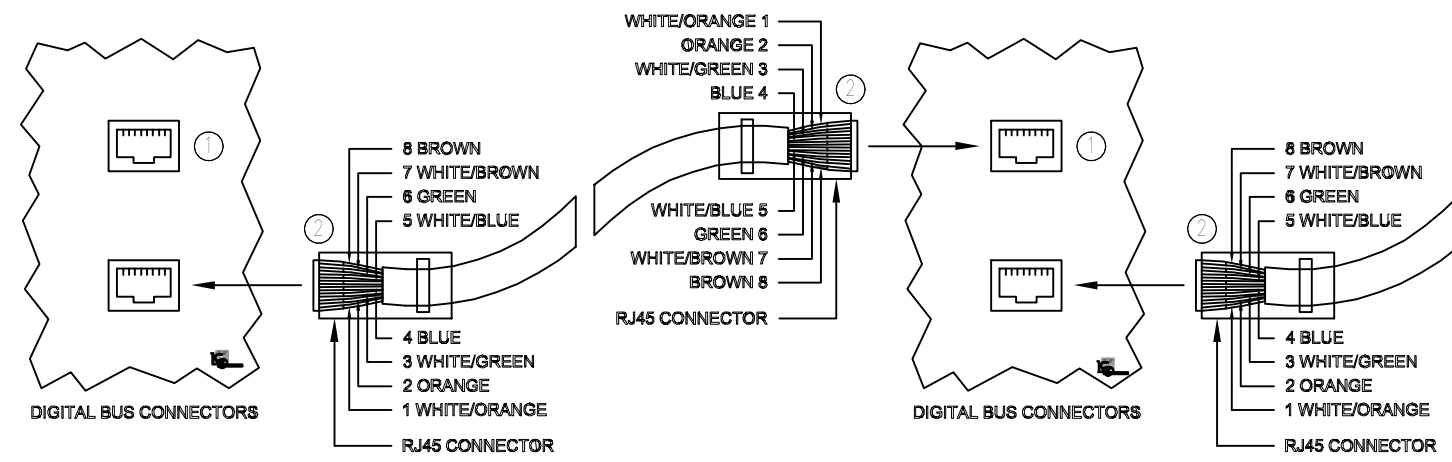 WHITE/ORANGE 1
ORANGE 2
WHITE/GREEN 3
BLUE 4
2
1
1
8 BROWN
7 WHITE/BROWN
6 GREEN
5 WHITE/BLUE
8 BROWN
7 WHITE/BROWN
6 GREEN
5 WHITE/BLUE
2
2
WHITE/BLUE 5
GREEN 6
WHITE/BROWN 7
BROWN 8
RJ45 CONNECTOR
4 BLUE
3 WHITE/GREEN
2 ORANGE
1 WHITE/ORANGE
RJ45 CONNECTOR
4 BLUE
3 WHITE/GREEN
2 ORANGE
1 WHITE/ORANGE
RJ45 CONNECTOR
DIGITAL BUS CONNECTORS
DIGITAL BUS CONNECTORS